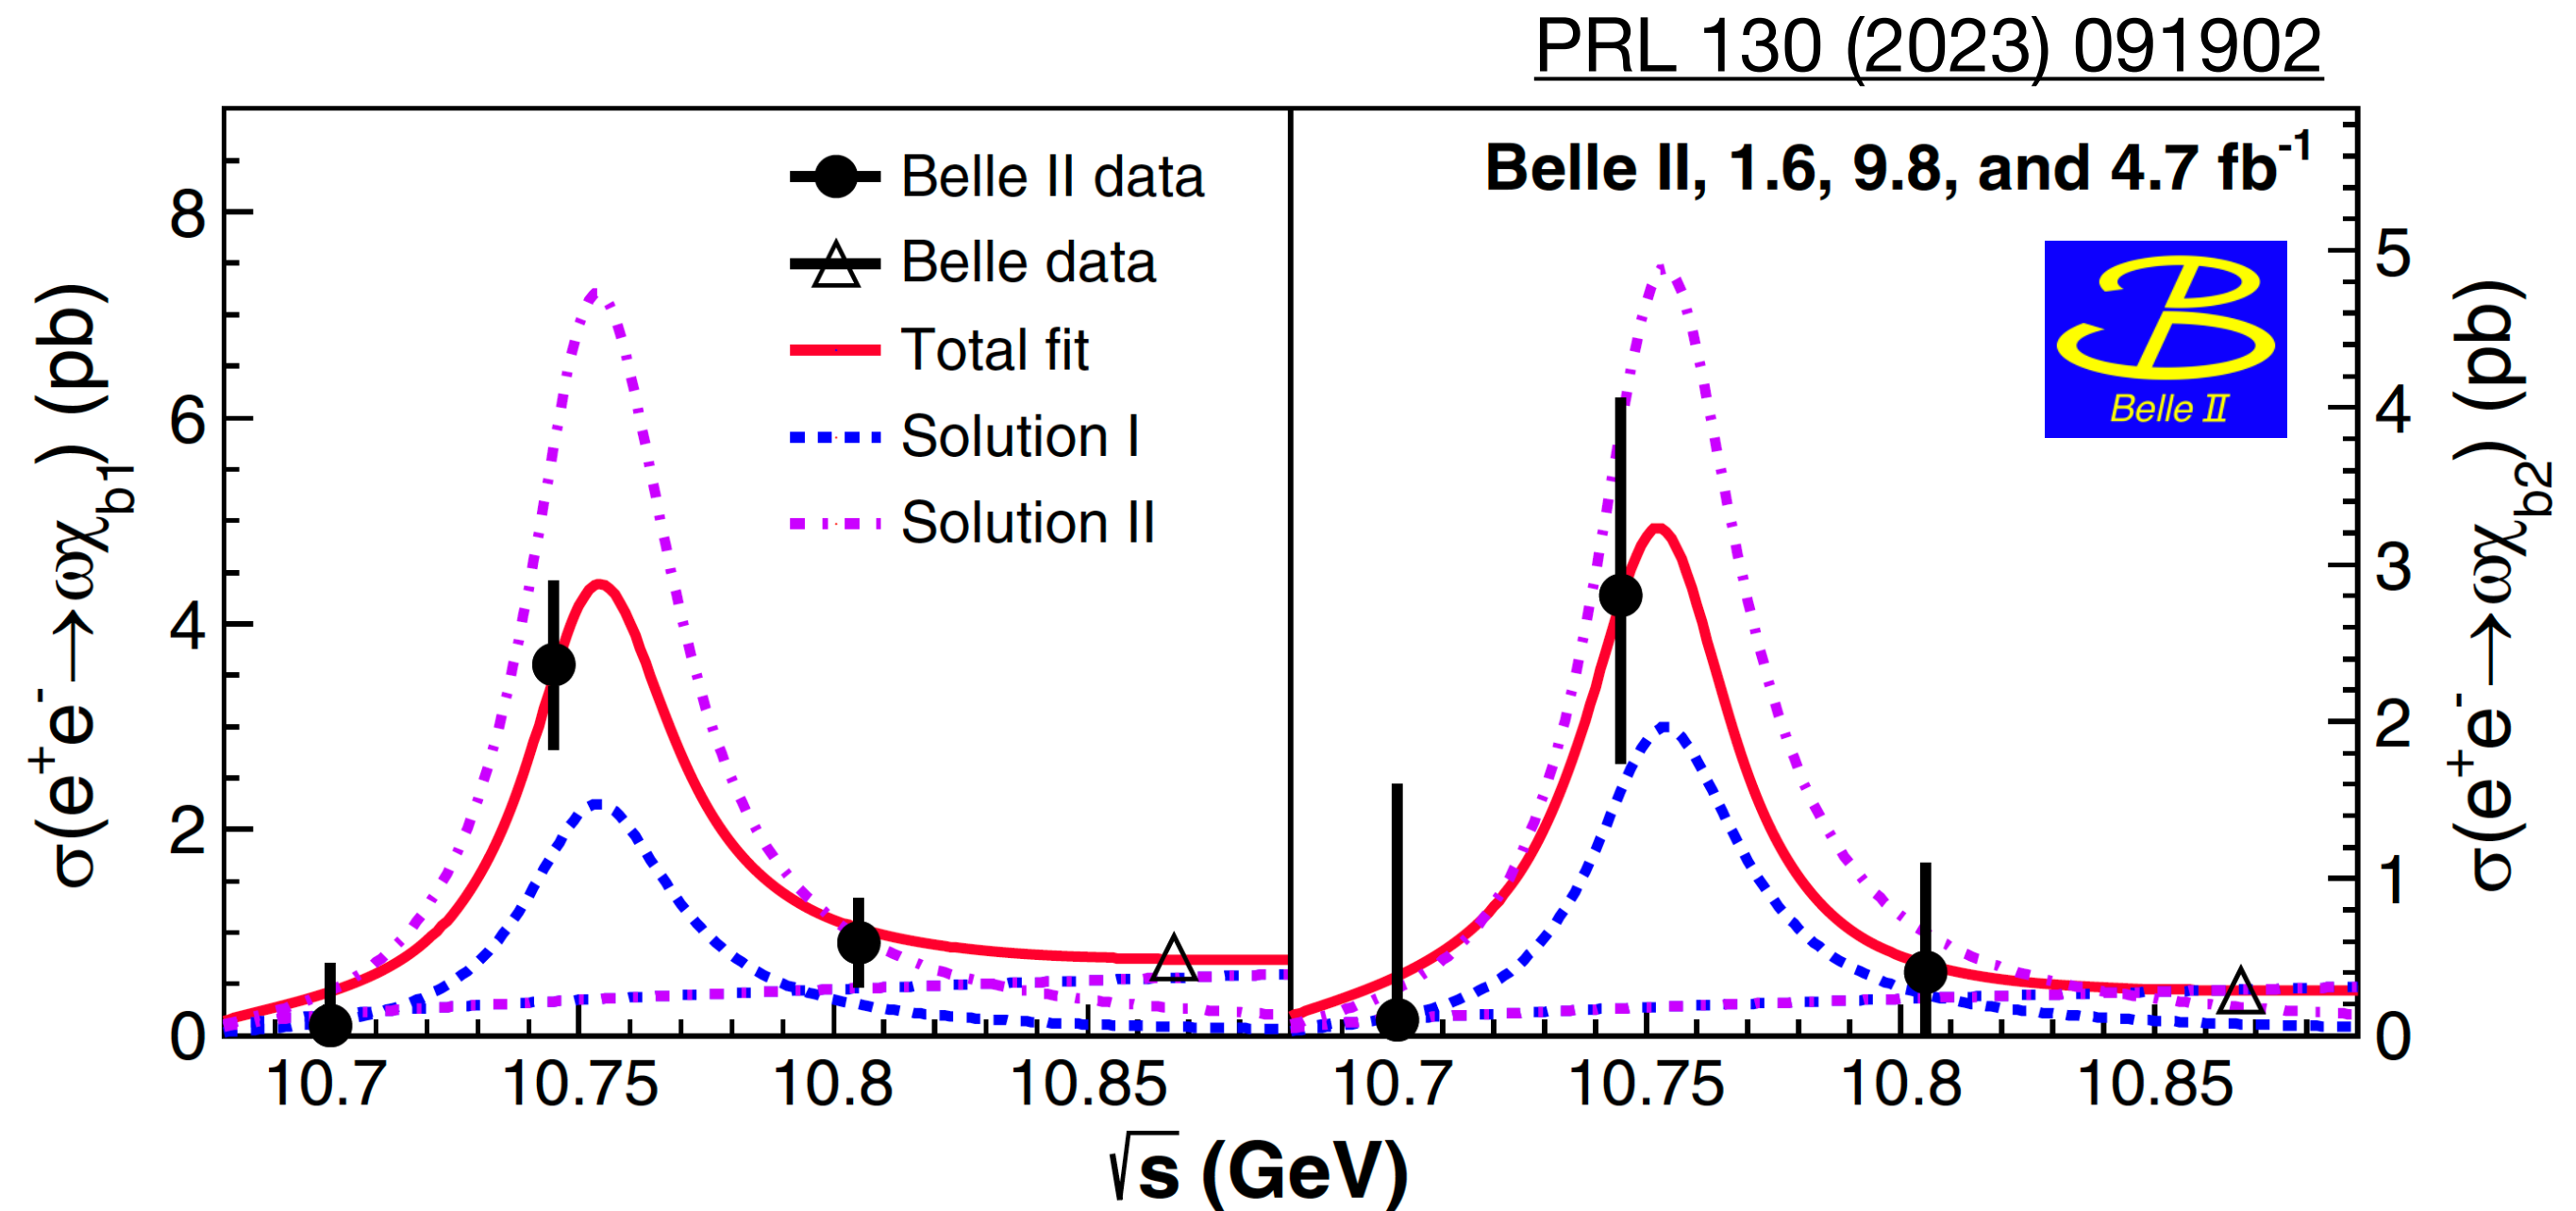 PRL 130 (2023) 091902
Belle II, 1.6, 9.8, and 4.7 fb⁻¹
Belle II data
Belle data
Total fit
Solution I
Solution II
Belle II
σ(e⁺e⁻→ωχ_b1) (pb)
8
6
4
2
0
σ(e⁺e⁻→ωχ_b2) (pb)
5
4
3
2
1
0
10.7 10.75 10.8 10.85 10.7 10.75 10.8 10.85
√s (GeV)